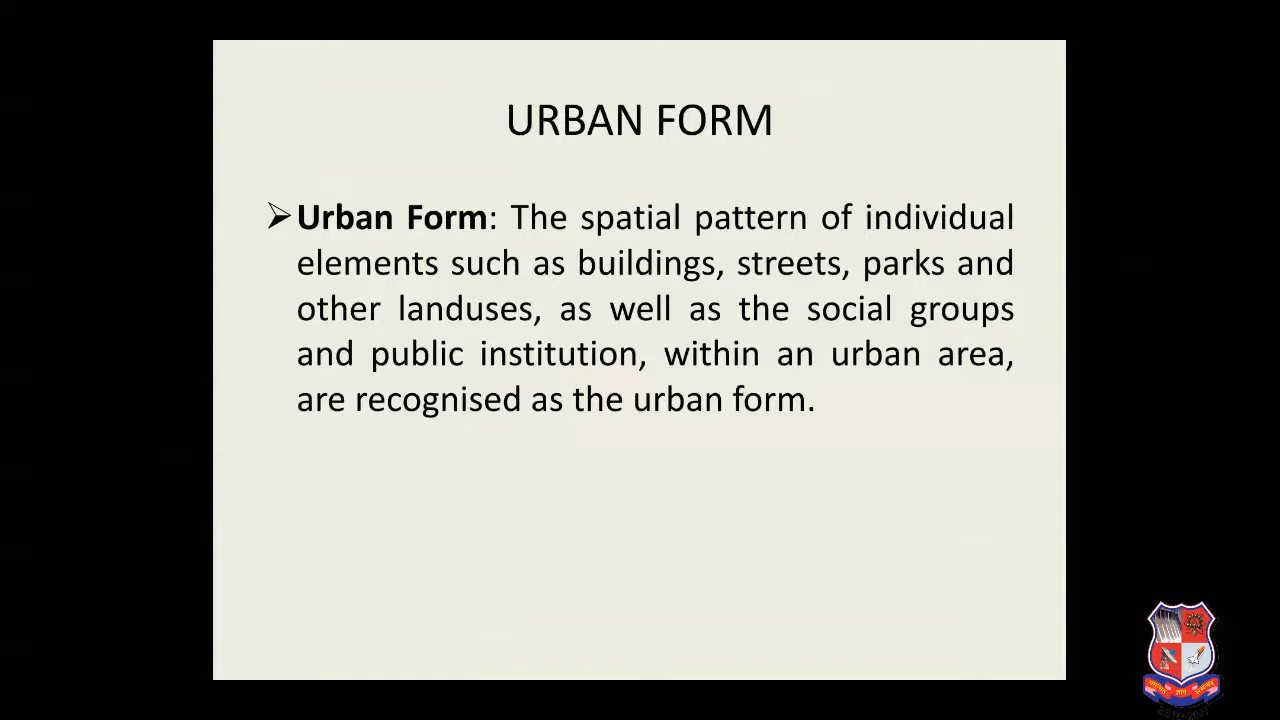 URBAN FORM
➢Urban Form: The spatial pattern of individual
elements such as buildings, streets, parks and
other landuses, as well as the social groups
and public institution, within an urban area,
are recognised as the urban form.